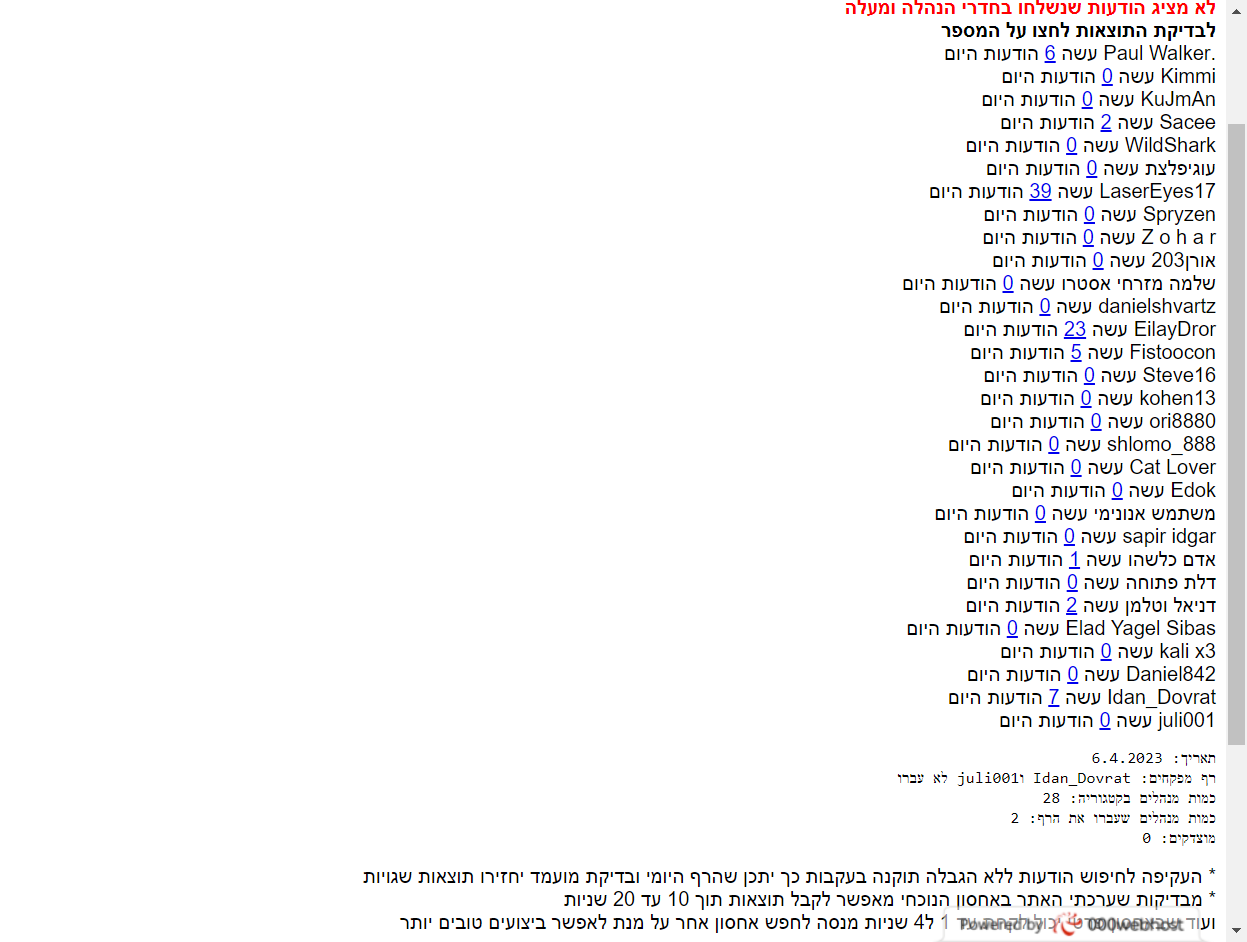 לא מציג הודעות שנשלחו בחדרי הנהלה ומעלה
לבדיקת התוצאות לחצו על המספר
Paul Walker. עשה 6 הודעות היום
Kimmi עשה 0 הודעות היום
KuJmAn עשה 0 הודעות היום
Sacee עשה 2 הודעות היום
WildShark עשה 0 הודעות היום
עוגיפלצת עשה 0 הודעות היום
LaserEyes17 עשה 39 הודעות היום
Spryzen עשה 0 הודעות היום
Z o h a r עשה 0 הודעות היום
אורן203 עשה 0 הודעות היום
שלמה מזרחי אסטרו עשה 0 הודעות היום
danielshvartz עשה 0 הודעות היום
EilayDror עשה 23 הודעות היום
Fistoocon עשה 5 הודעות היום
Steve16 עשה 0 הודעות היום
kohen13 עשה 0 הודעות היום
ori8880 עשה 0 הודעות היום
shlomo_888 עשה 0 הודעות היום
Cat Lover עשה 0 הודעות היום
Edok עשה 0 הודעות היום
משתמש אנונימי עשה 0 הודעות היום
sapir idgar עשה 0 הודעות היום
אדם כלשהו עשה 1 הודעות היום
דלת פתוחה עשה 0 הודעות היום
דניאל וטלמן עשה 2 הודעות היום
Elad Yagel Sibas עשה 0 הודעות היום
kali x3 עשה 0 הודעות היום
Daniel842 עשה 0 הודעות היום
Idan_Dovrat עשה 7 הודעות היום
juli001 עשה 0 הודעות היום
תאריך: 6.4.2023
רף מפקחים: Idan_Dovrat וjuli001 לא עברו
כמות מנהלים בקטגוריה: 28
כמות מנהלים שעברו את הרף: 2
מוצדקים: 0
* העקיפה לחיפוש הודעות ללא הגבלה תוקנה בעקבות כך יתכן שהרף היומי ובדיקת מועמד יחזירו תוצאות שגויות
* מבדיקות שערכתי האתר באחסון הנוכחי מאפשר לקבל תוצאות תוך 10 עד 20 שניות
ועוד 1 ל4 שניות מנסה לחפש אחסון אחר על מנת לאפשר ביצועים טובים יותר
Powered by 000webhost